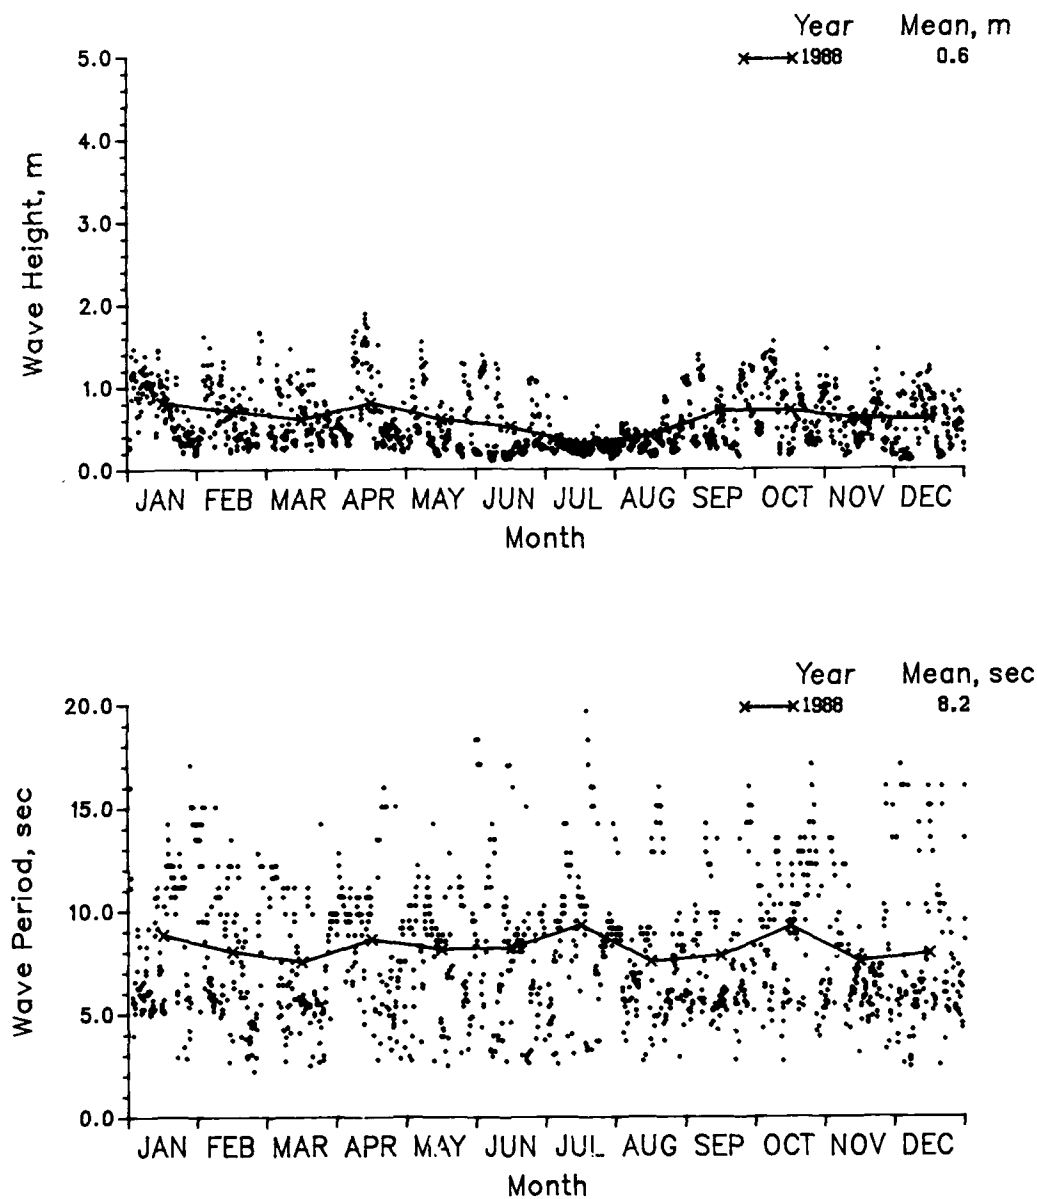 Year Mean, m
×—×1988 0.6
5.0
4.0
3.0
2.0
1.0
0.0
Wave Height, m
JAN FEB MAR APR MAY JUN JUL AUG SEP OCT NOV DEC
Month
Year Mean, sec
×—×1988 8.2
20.0
15.0
10.0
5.0
0.0
Wave Period, sec
JAN FEB MAR APR MAY JUN JUL AUG SEP OCT NOV DEC
Month